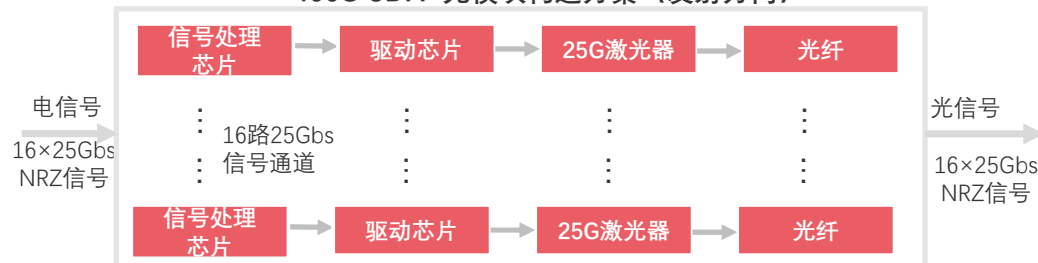 信号处理
芯片
驱动芯片
25G激光器
光纤
电信号
16×25Gbs
NRZ信号
16路25Gbs
信号通道
光信号
16×25Gbs
NRZ信号
信号处理
芯片
驱动芯片
25G激光器
光纤